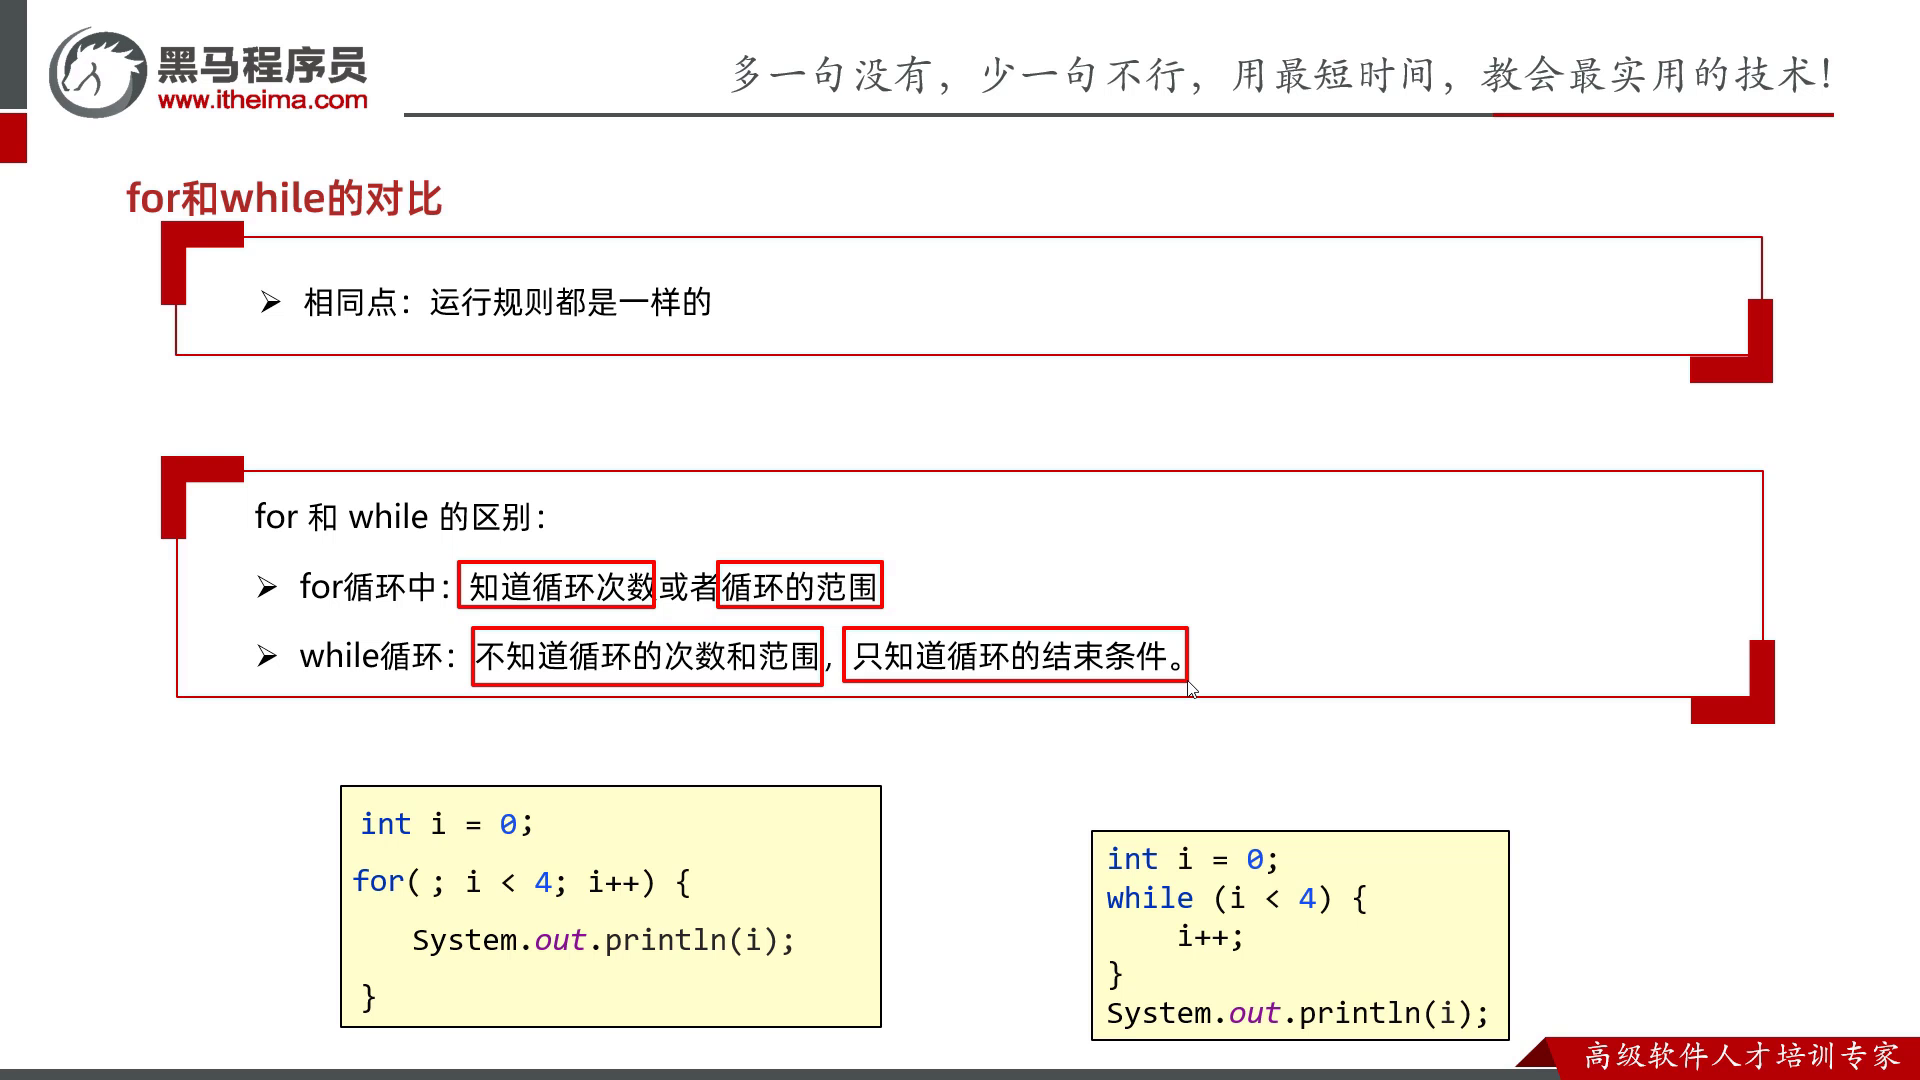 黑马程序员
www.itheima.com
多一句没有，少一句不行，用最短时间，教会最实用的技术！
for和while的对比
➢ 相同点：运行规则都是一样的
for 和 while 的区别：
➢ for循环中：知道循环次数或者循环的范围
➢ while循环：不知道循环的次数和范围，只知道循环的结束条件。
int i = 0;
for( ; i < 4; i++) {
System.out.println(i);
}
int i = 0;
while (i < 4) {
i++;
}
System.out.println(i);
高级软件人才培训专家